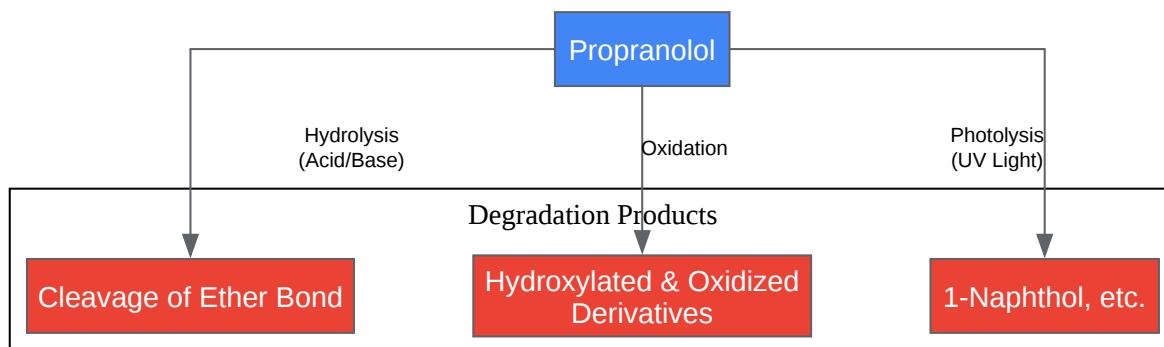 Propranolol
Hydrolysis
(Acid/Base)
Oxidation
Photolysis
(UV Light)
Degradation Products
Cleavage of Ether Bond
Hydroxylated & Oxidized
Derivatives
1-Naphthol, etc.